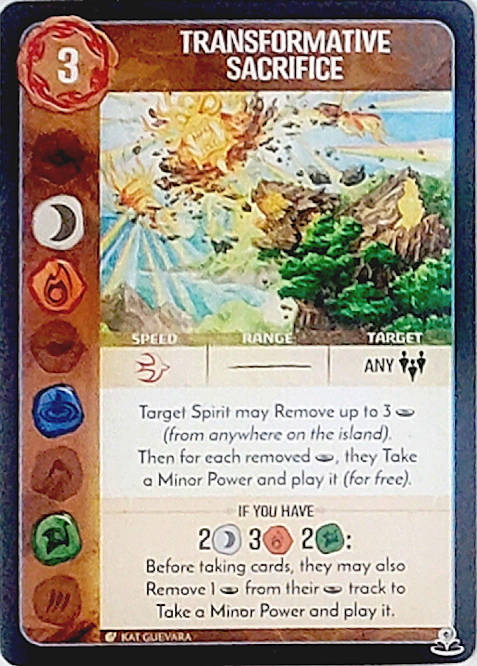 3
TRANSFORMATIVE
SACRIFICE
SPEED RANGE TARGET
ANY
Target Spirit may Remove up to 3
(from anywhere on the island).
Then for each removed , they Take
a Minor Power and play it (for free).
IF YOU HAVE
2 3 2 :
Before taking cards, they may also
Remove 1 from their track to
Take a Minor Power and play it.
KAT GUEVARA